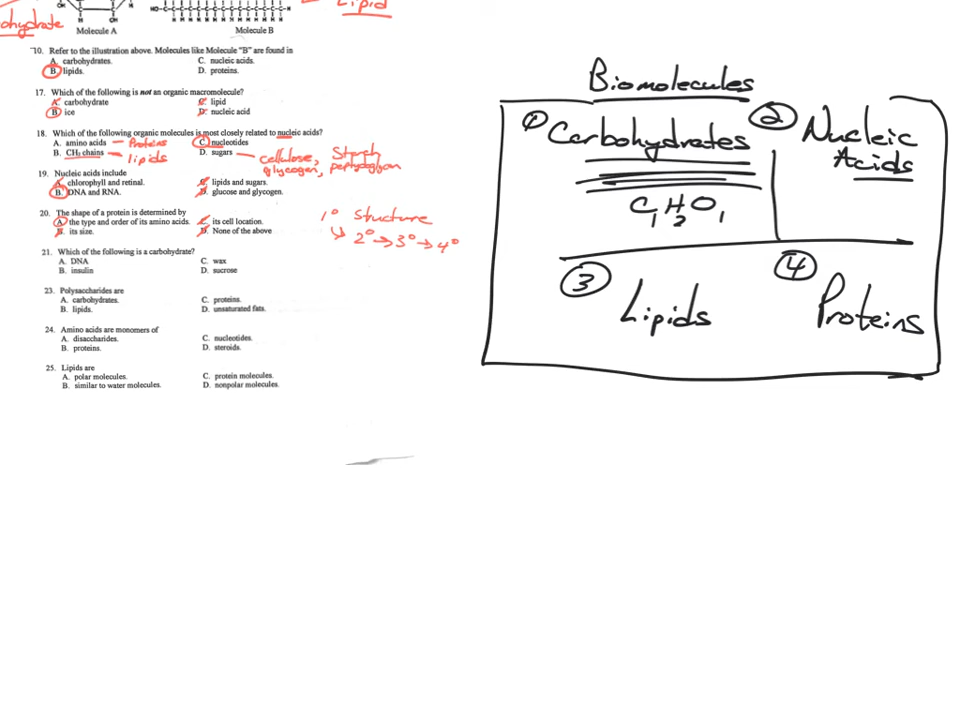 Lipid
ohydrate
HO-C-C-C-C-C-C-C-C-C-C-C-C-H
H H H H H H H H H H H H
H OH
Molecule A Molecule B
10. Refer to the illustration above. Molecules like Molecule "B" are found in
A. carbohydrates. C. nucleic acids.
B. lipids. D. proteins.
17. Which of the following is not an organic macromolecule?
A. carbohydrate C. lipid
B. ice D. nucleic acid
18. Which of the following organic molecules is most closely related to nucleic acids?
A. amino acids — Proteins C. nucleotides
B. CH₂ chains — lipids D. sugars — cellulose, Starch
glycogen, peptydoglycan
19. Nucleic acids include
A. chlorophyll and retinal. C. lipids and sugars.
B. DNA and RNA. D. glucose and glycogen.
20. The shape of a protein is determined by
A. the type and order of its amino acids. C. its cell location.
B. its size. D. None of the above
1° Structure
↳ 2° → 3° → 4°
21. Which of the following is a carbohydrate?
A. DNA C. wax
B. insulin D. sucrose
23. Polysaccharides are
A. carbohydrates. C. proteins.
B. lipids. D. unsaturated fats.
24. Amino acids are monomers of
A. disaccharides. C. nucleotides.
B. proteins. D. steroids.
25. Lipids are
A. polar molecules. C. protein molecules.
B. similar to water molecules. D. nonpolar molecules.
Biomolecules
① Carbohydrates
C₁H₂O₁
② Nucleic
Acids
③ Lipids
④ Proteins